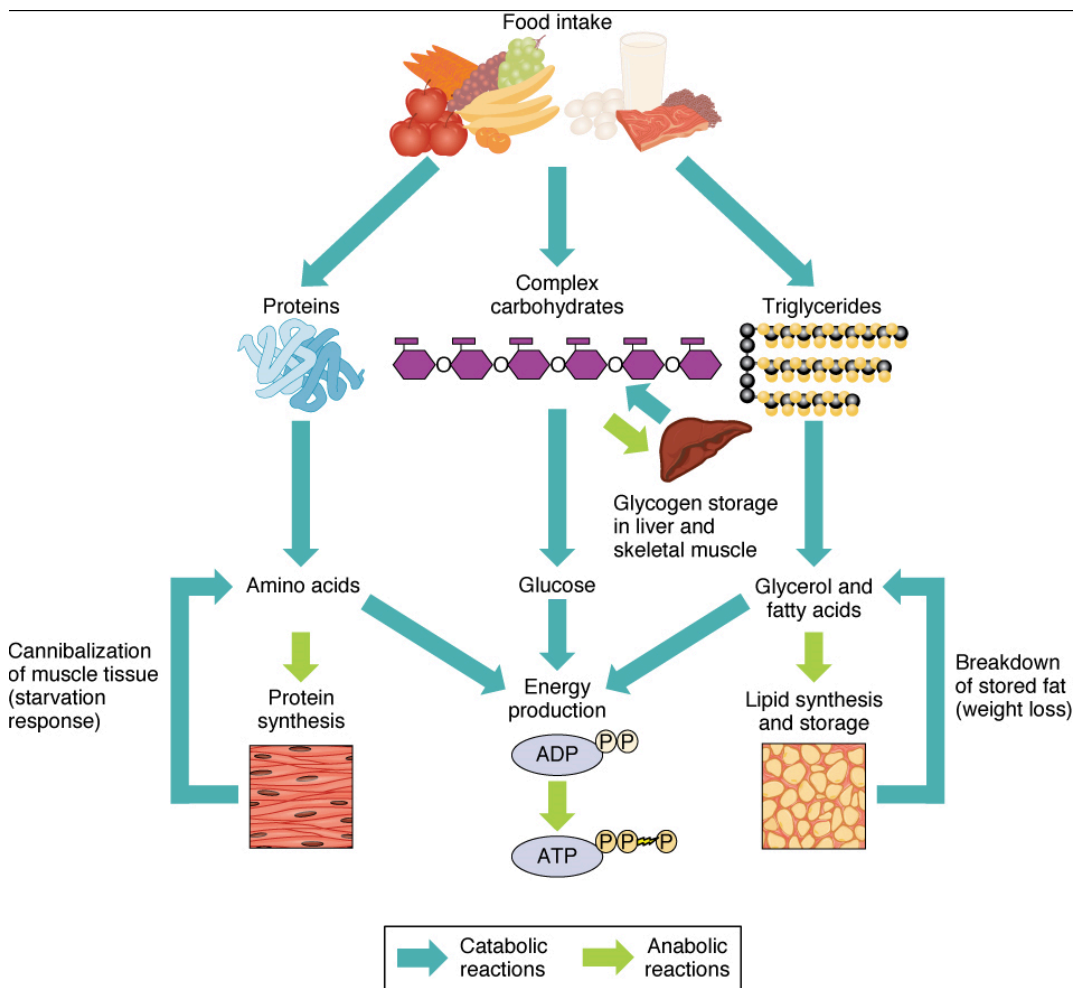 Food intake
Proteins
Complex
carbohydrates
Triglycerides
O O O O O
Glycogen storage
in liver and
skeletal muscle
Amino acids
Glucose
Glycerol and
fatty acids
Cannibalization
of muscle tissue
(starvation
response)
Protein
synthesis
Energy
production
Lipid synthesis
and storage
Breakdown
of stored fat
(weight loss)
ADP P P
ATP P P P
Catabolic
reactions
Anabolic
reactions